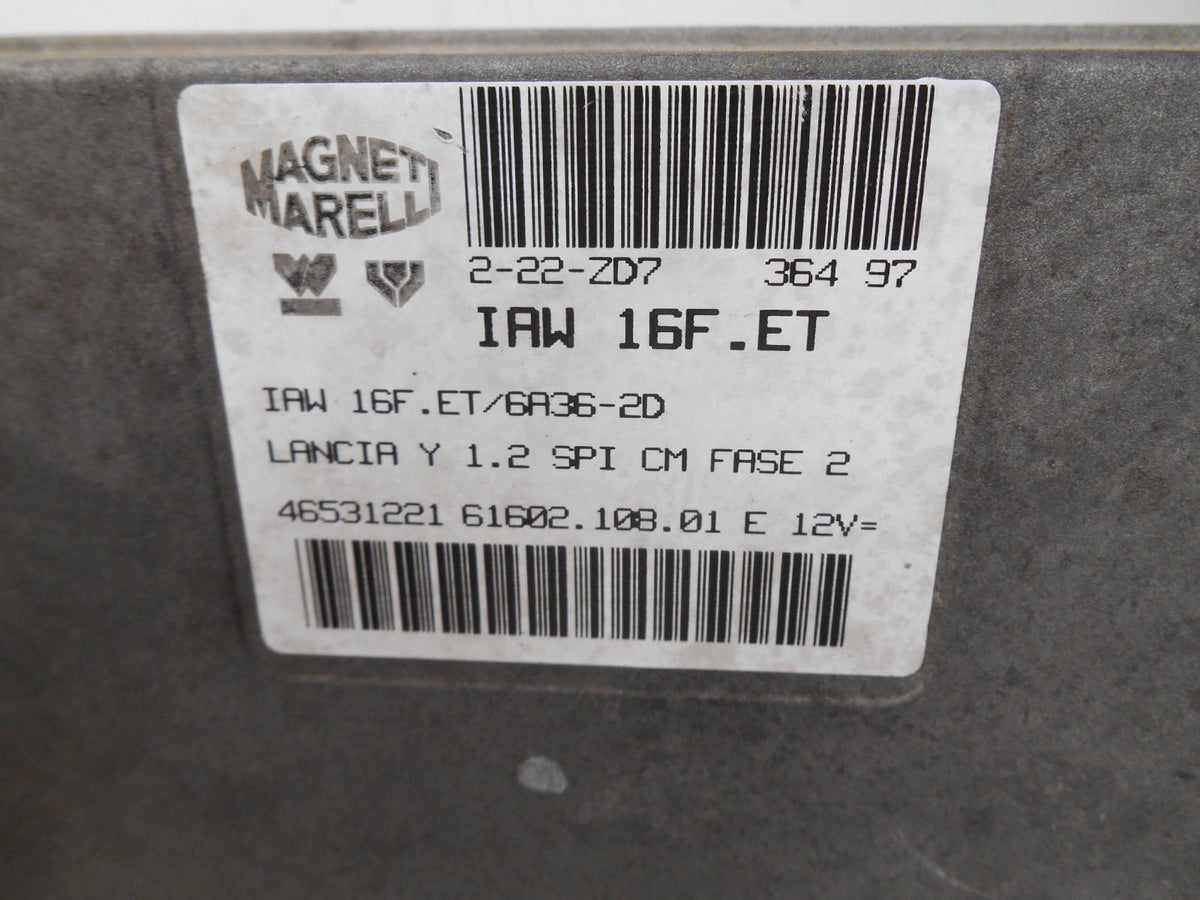 MAGNETI
MARELLI
2-22-ZD7 364 97
IAW 16F.ET
IAW 16F.ET/6A36-2D
LANCIA Y 1.2 SPI CM FASE 2
46531221 61602.108.01 E 12V=